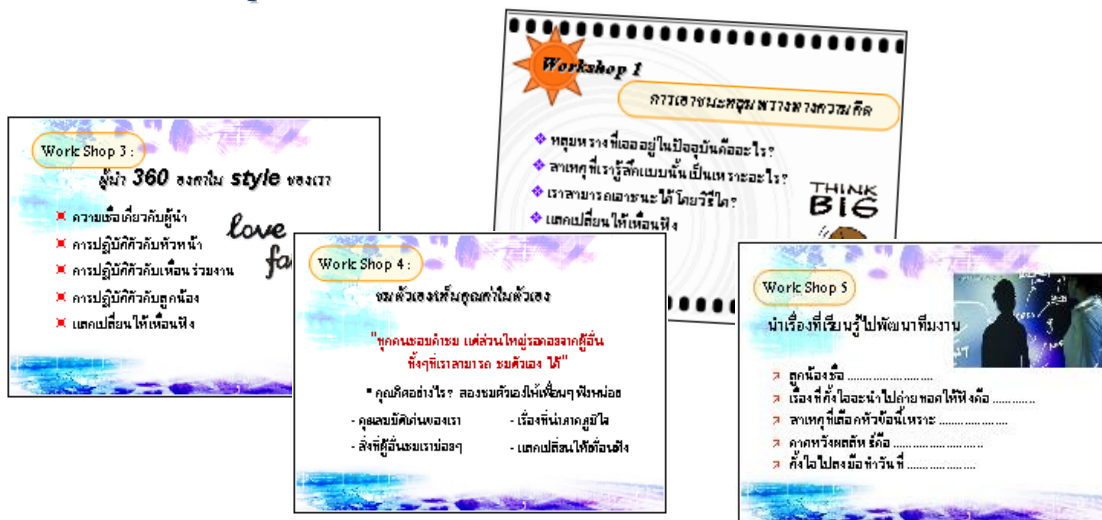 Workshop 1
การเอาชนะหลุมพรางทางความคิด
หลุมพรางที่เจออยู่ในปัจจุบันคืออะไร?
สาเหตุที่เรารู้สึกแบบนั้นเป็นเพราะอะไร?
เราสามารถเอาชนะได้โดยวิธีใด?
แลกเปลี่ยนให้เพื่อนฟัง
THINK
BIG
Work Shop 3 :
ผู้นำ 360 องศาใน style ของเรา
ความเชื่อเกี่ยวกับผู้นำ
การปฏิบัติตัวกับหัวหน้า
การปฏิบัติตัวกับเพื่อนร่วมงาน
การปฏิบัติตัวกับลูกน้อง
แลกเปลี่ยนให้เพื่อนฟัง
love
Work Shop 4 :
ชมตัวเองเห็นคุณค่าในตัวเอง
"ทุกคนชอบคำชม แต่ส่วนใหญ่รอคอยจากผู้อื่น
ทั้งๆที่เราสามารถ ชมตัวเอง ได้"
* คุณคิดอย่างไร? ลองชมตัวเองให้เพื่อนๆ ฟังหน่อย
- คุณสมบัติเด่นของเรา - เรื่องที่น่าภาคภูมิใจ
- สิ่งที่ผู้อื่นชมเราบ่อยๆ - แลกเปลี่ยนให้เพื่อนฟัง
Work Shop 5
นำเรื่องที่เรียนรู้ไปพัฒนาทีมงาน
ลูกน้องชื่อ ........................
เรื่องที่ตั้งใจจะนำไปถ่ายทอดให้ฟังคือ ............
สาเหตุที่เลือกหัวข้อนี้เพราะ ...................
คาดหวังผลลัพธ์คือ .........................
ตั้งใจไปลงมือทำวันที่ ...................